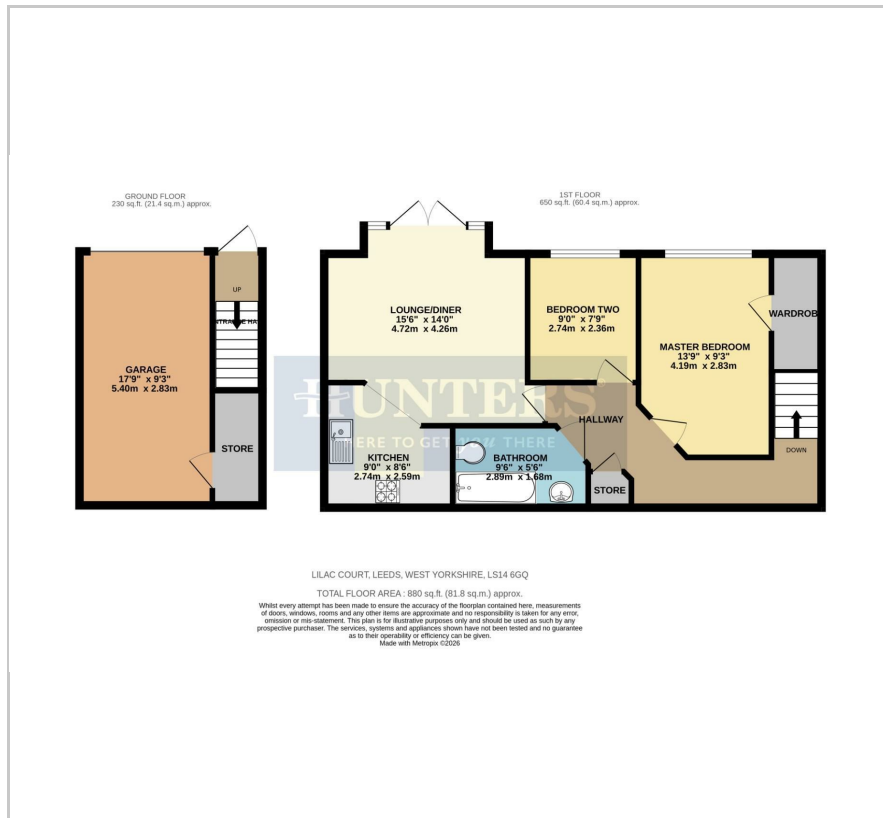 GROUND FLOOR
230 sq.ft. (21.4 sq.m.) approx.
1ST FLOOR
650 sq.ft. (60.4 sq.m.) approx.
UP
ENTRANCE HA
GARAGE
17'9" x 9'3"
5.40m x 2.83m
STORE
LOUNGE/DINER
15'6" x 14'0"
4.72m x 4.26m
BEDROOM TWO
9'0" x 7'9"
2.74m x 2.36m
MASTER BEDROOM
13'9" x 9'3"
4.19m x 2.83m
WARDROB
HUNTERS®
HERE TO GET you THERE
HALLWAY
DOWN
KITCHEN
9'0" x 8'6"
2.74m x 2.59m
BATHROOM
9'6" x 5'6"
2.89m x 1.68m
STORE
LILAC COURT, LEEDS, WEST YORKSHIRE, LS14 6GQ
TOTAL FLOOR AREA : 880 sq.ft. (81.8 sq.m.) approx.
Whilst every attempt has been made to ensure the accuracy of the floorplan contained here, measurements
of doors, windows, rooms and any other items are approximate and no responsibility is taken for any error,
omission or mis-statement. This plan is for illustrative purposes only and should be used as such by any
prospective purchaser. The services, systems and appliances shown have not been tested and no guarantee
as to their operability or efficiency can be given.
Made with Metropix ©2026